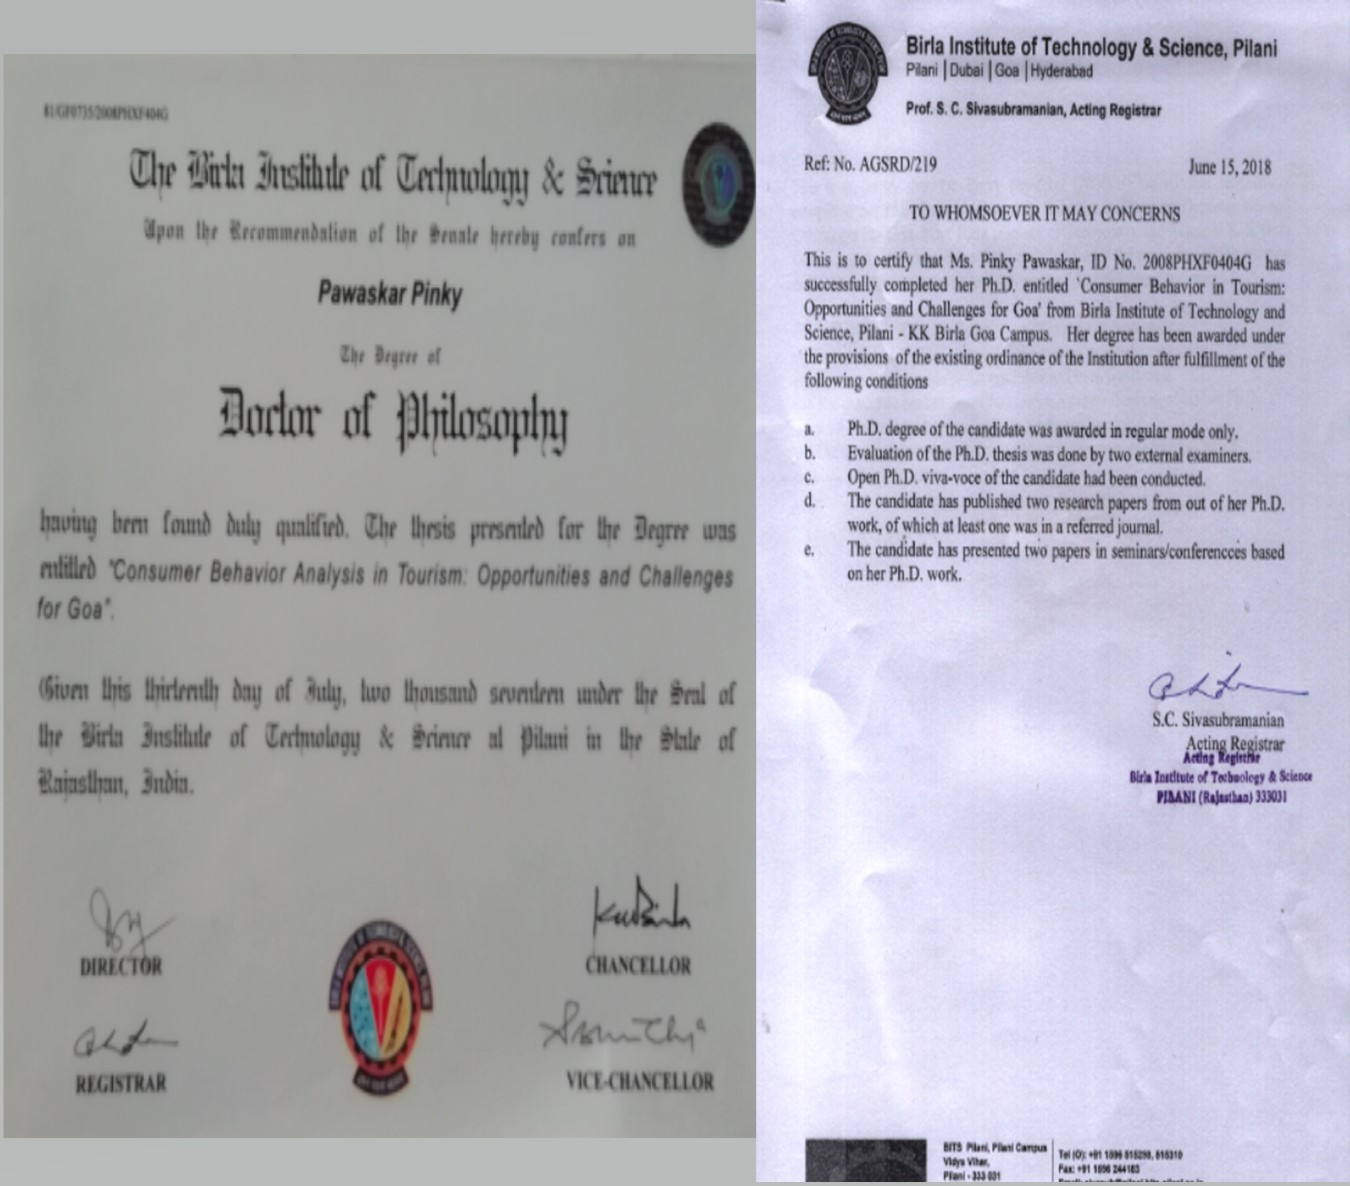 81/GF0735/2008PHXF404G
The Birla Institute of Technology & Science
Upon the Recommendation of the Senate hereby confers on
Pawaskar Pinky
The Degree of
Doctor of Philosophy
having been found duly qualified. The thesis presented for the Degree was
entitled "Consumer Behavior Analysis in Tourism: Opportunities and Challenges
for Goa".
Given this thirteenth day of July, two thousand seventeen under the Seal of
the Birla Institute of Technology & Science at Pilani in the State of
Rajasthan, India.
DIRECTOR
CHANCELLOR
REGISTRAR
VICE-CHANCELLOR
Birla Institute of Technology & Science, Pilani
Pilani | Dubai | Goa | Hyderabad
Prof. S. C. Sivasubramanian, Acting Registrar
Ref: No. AGSRD/219
June 15, 2018
TO WHOMSOEVER IT MAY CONCERNS
This is to certify that Ms. Pinky Pawaskar, ID No. 2008PHXF0404G has
successfully completed her Ph.D. entitled 'Consumer Behavior in Tourism:
Opportunities and Challenges for Goa' from Birla Institute of Technology and
Science, Pilani - KK Birla Goa Campus. Her degree has been awarded under
the provisions of the existing ordinance of the Institution after fulfillment of the
following conditions
a. Ph.D. degree of the candidate was awarded in regular mode only.
b. Evaluation of the Ph.D. thesis was done by two external examiners.
c. Open Ph.D. viva-voce of the candidate had been conducted.
d. The candidate has published two research papers from out of her Ph.D.
work, of which at least one was in a referred journal.
e. The candidate has presented two papers in seminars/conferencces based
on her Ph.D. work.
S.C. Sivasubramanian
Acting Registrar
Acting Registrar
Birla Institute of Technology & Science
PILANI (Rajasthan) 333031
BITS Pilani, Pilani Campus
Vidya Vihar,
Pilani - 333 031
Tel (O): +91 1596 515298, 515310
Fax: +91 1596 244183